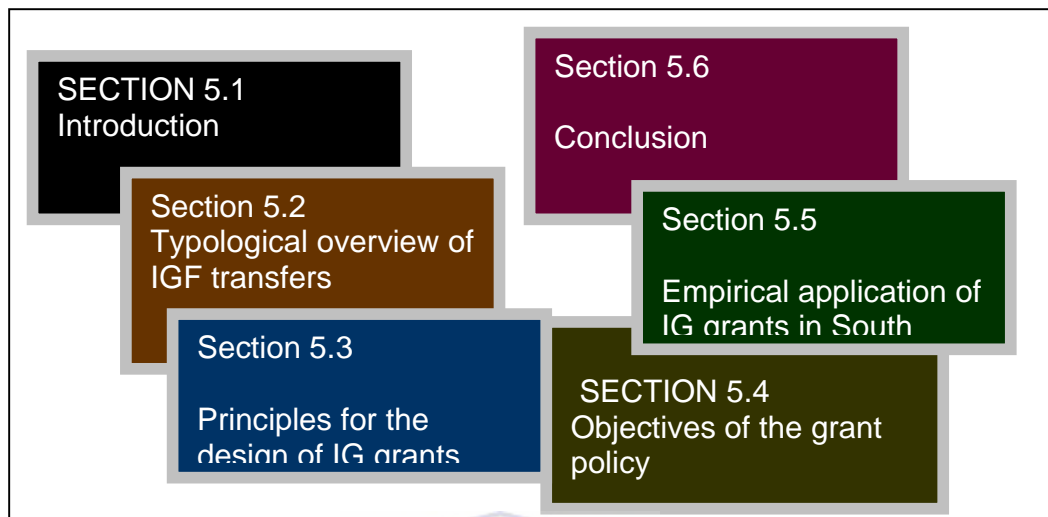 SECTION 5.1
Introduction
Section 5.2
Typological overview of
IGF transfers
Section 5.3
Principles for the
design of IG grants
SECTION 5.4
Objectives of the grant
policy
Section 5.5
Empirical application of
IG grants in South
Section 5.6
Conclusion